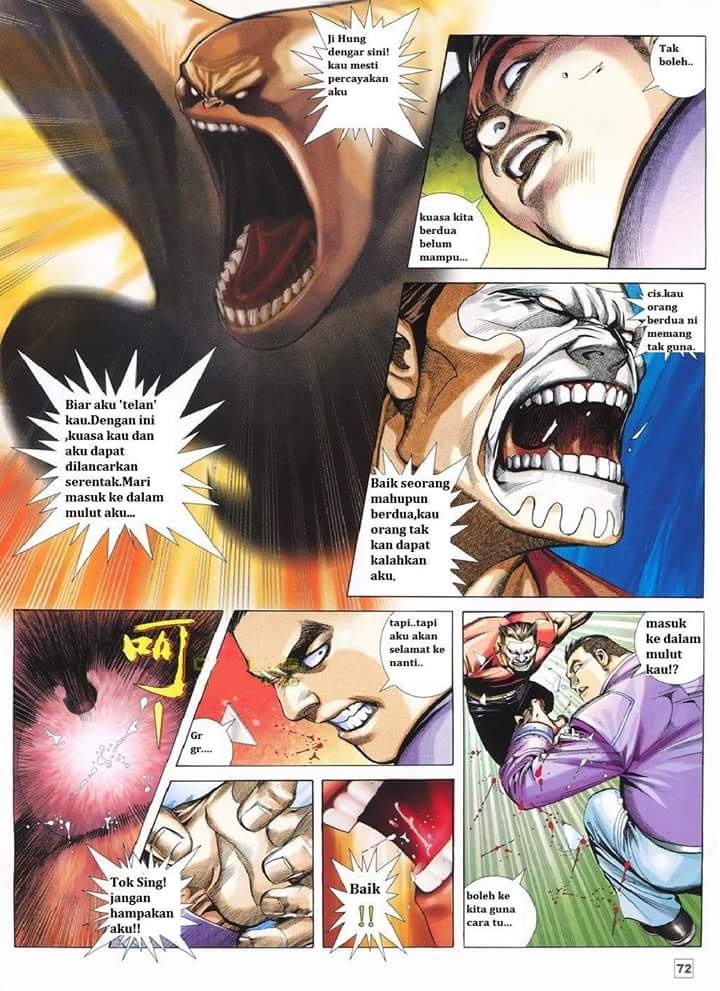 Ji Hung
dengar sini!
kau mesti
percayakan
aku
Tak
boleh..
kuasa kita
berdua
belum
mampu...
cis.kau
orang
berdua ni
memang
tak guna.
Biar aku 'telan'
kau.Dengan ini
,kuasa kau dan
aku dapat
dilancarkan
serentak.Mari
masuk ke dalam
mulut aku...
Baik seorang
mahupun
berdua,kau
orang tak
kan dapat
kalahkan
aku.
呵
tapi..tapi
aku akan
selamat ke
nanti..
Gr
gr....
masuk
ke dalam
mulut
kau!?
boleh ke
kita guna
cara tu...
Tok Sing!
jangan
hampakan
aku!!
Baik
!!
72